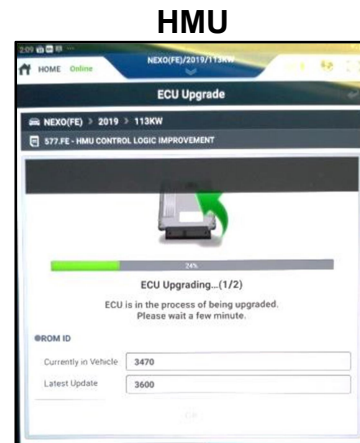 HMU
2:09
HOME Online
NEXO(FE)/2019/113KW
ECU Upgrade
NEXO(FE) > 2019 > 113KW
577.FE - HMU CONTROL LOGIC IMPROVEMENT
24%
ECU Upgrading...(1/2)
ECU is in the process of being upgraded.
Please wait a few minute.
ROM ID
Currently in Vehicle 3470
Latest Update 3600